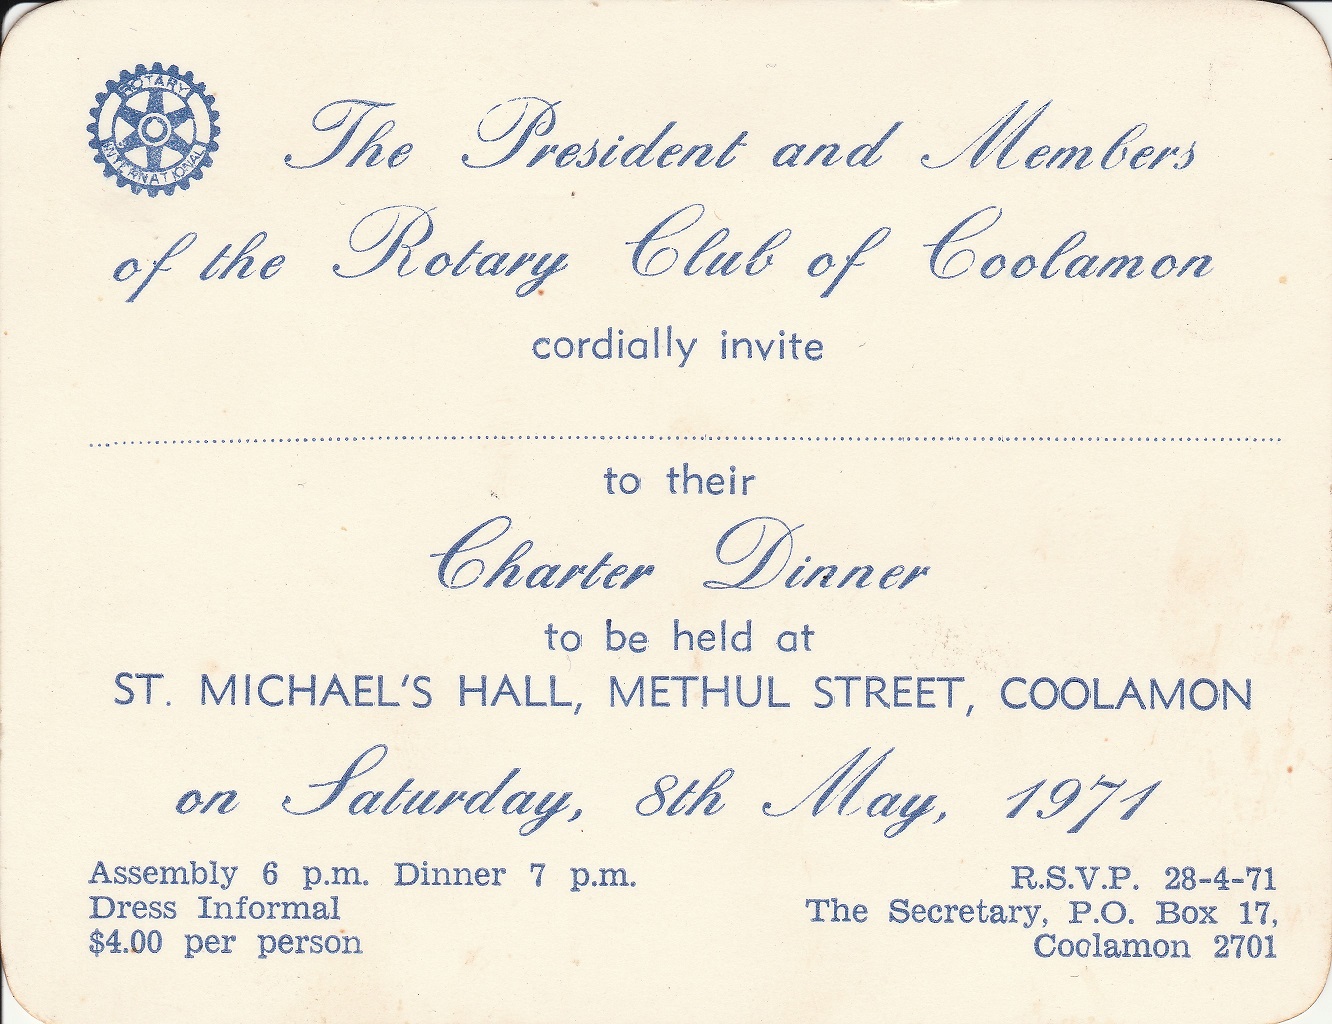 ROTARY
INTERNATIONAL
The President and Members
of the Rotary Club of Coolamon
cordially invite
to their
Charter Dinner
to be held at
ST. MICHAEL'S HALL, METHUL STREET, COOLAMON
on Saturday, 8th May, 1971
Assembly 6 p.m. Dinner 7 p.m.
Dress Informal
$4.00 per person
R.S.V.P. 28-4-71
The Secretary, P.O. Box 17,
Coolamon 2701